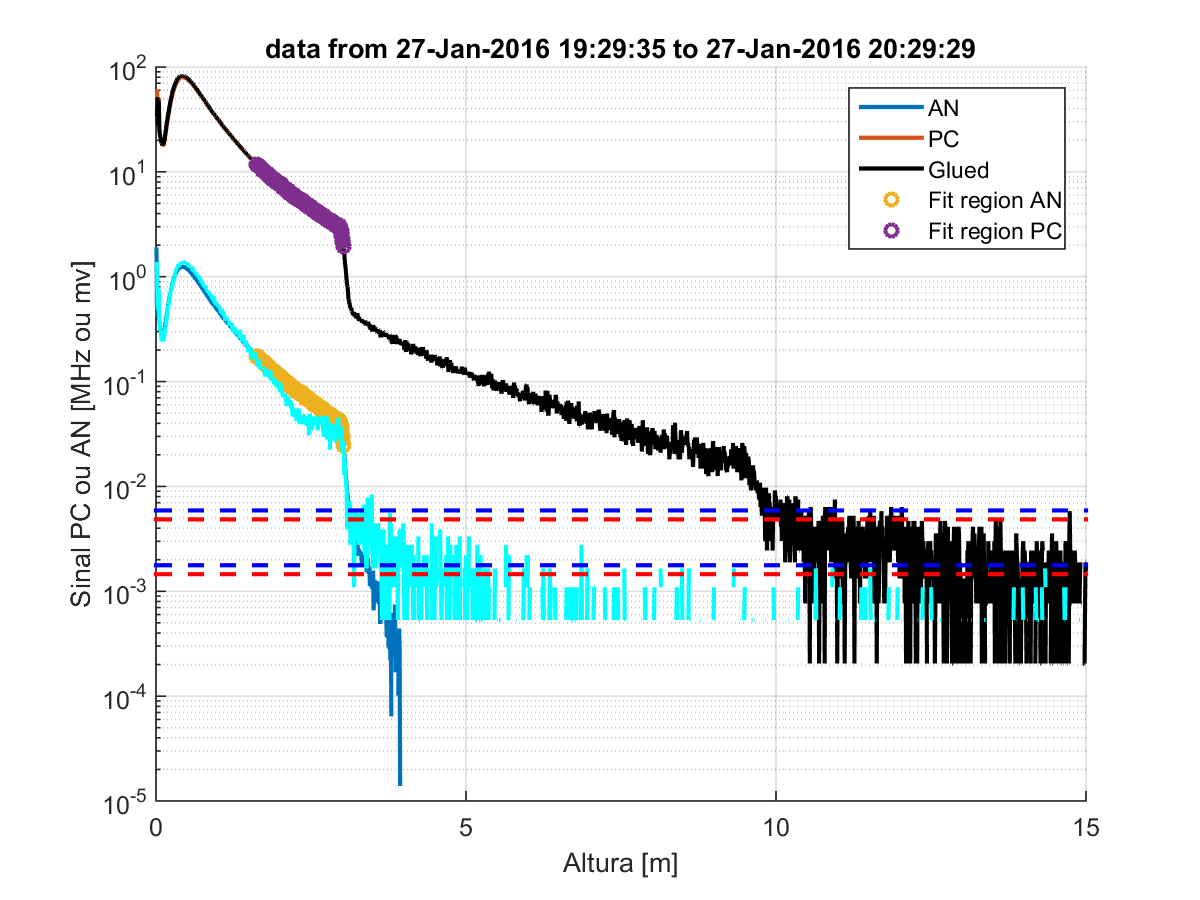 data from 27-Jan-2016 19:29:35 to 27-Jan-2016 20:29:29
AN
PC
Glued
Fit region AN
Fit region PC
Sinal PC ou AN [MHz ou mv]
10^2
10^1
10^0
10^-1
10^-2
10^-3
10^-4
10^-5
0 5 10 15
Altura [m]